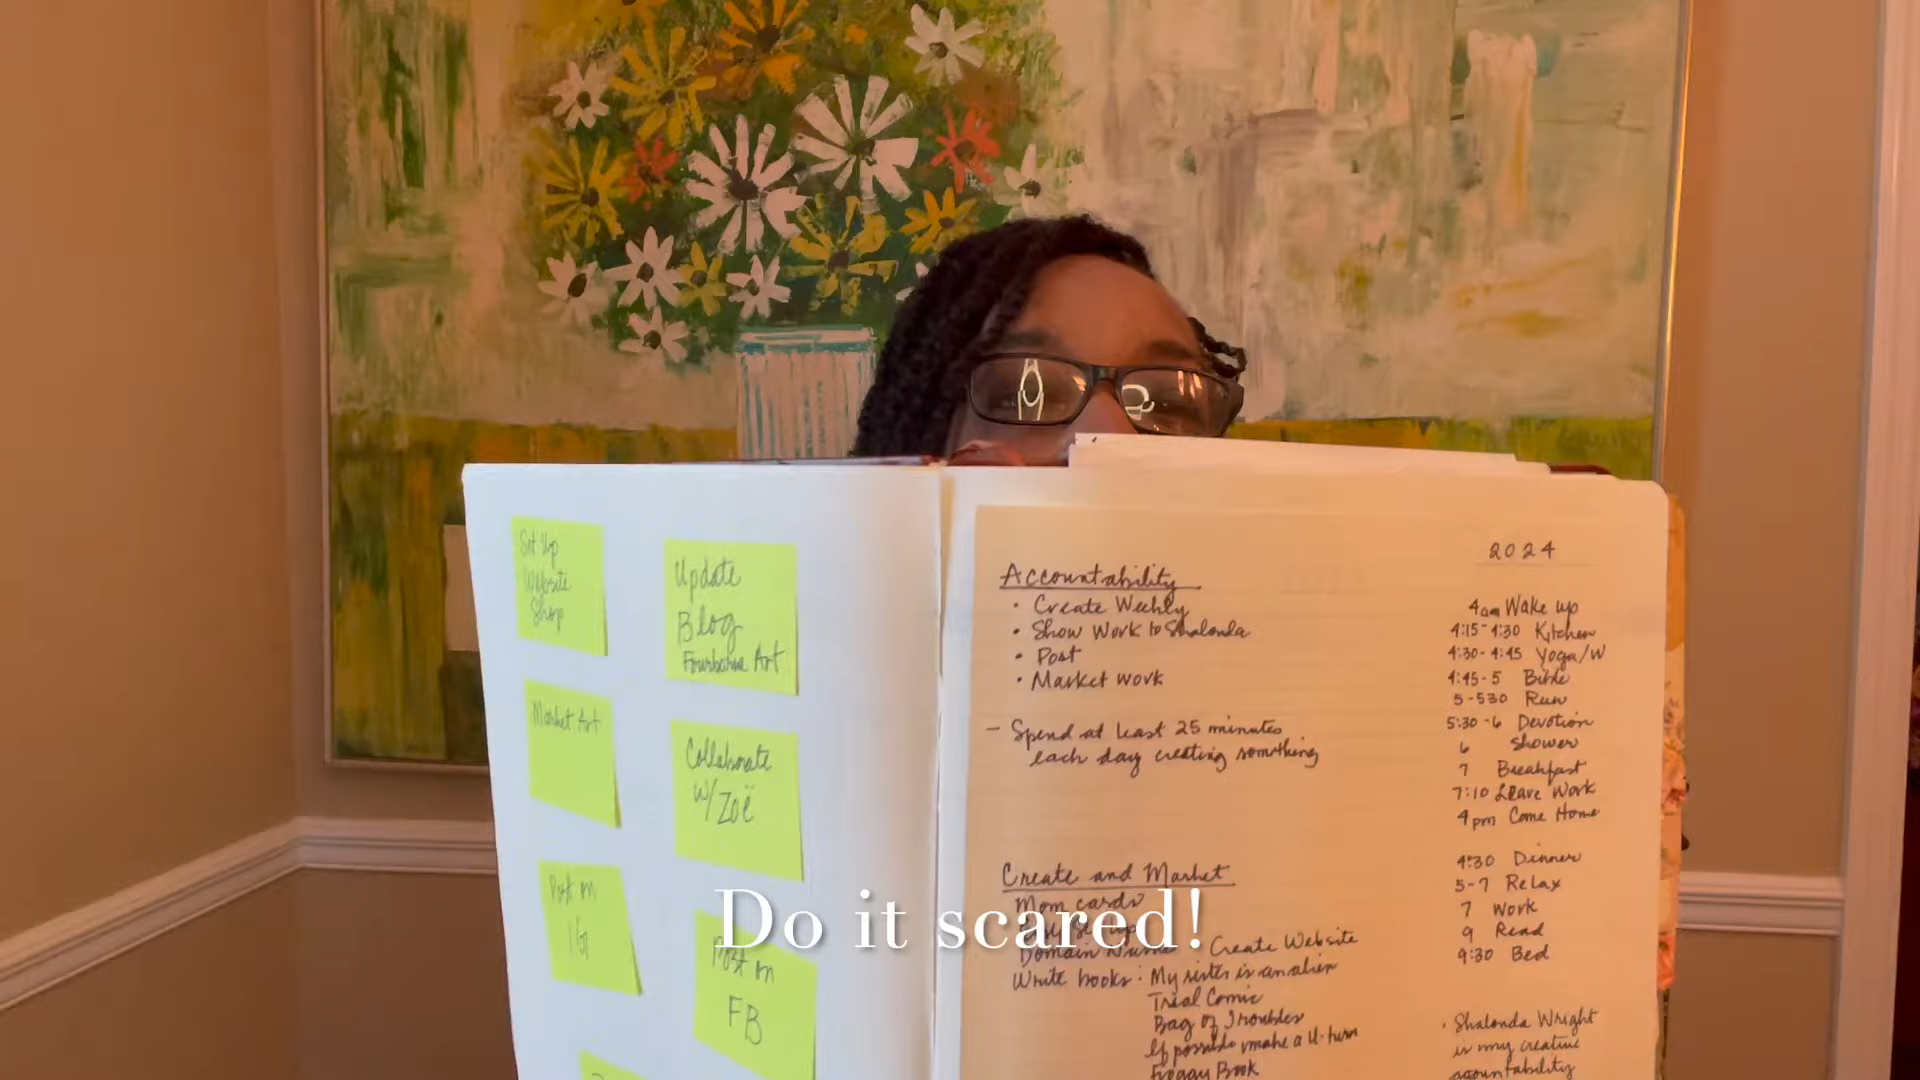 Set Up
Website
Shop
Update
Blog
Art
Market Art
Collaborate
w/ Zoë
Post on
IG
Post on
FB
2024
Accountability
• Create Weekly
• Show Work to Shalonda
• Post
• Market work
– Spend at least 25 minutes
each day creating something
Create and Market
Mom cards
Domain Name Create Website
Write books: My sister is an alien
Trial Comic
Bag of Troubles
If possible make a U-turn
Froggy Book
4am Wake up
4:15-4:30 Kitchen
4:30-4:45 Yoga/W
4:45-5 Bible
5-530 Run
5:30-6 Devotion
6 Shower
7 Breakfast
7:10 Leave Work
4pm Come Home
4:30 Dinner
5-7 Relax
7 Work
9 Read
9:30 Bed
• Shalonda Wright
is my creative
accountability
Do it scared!